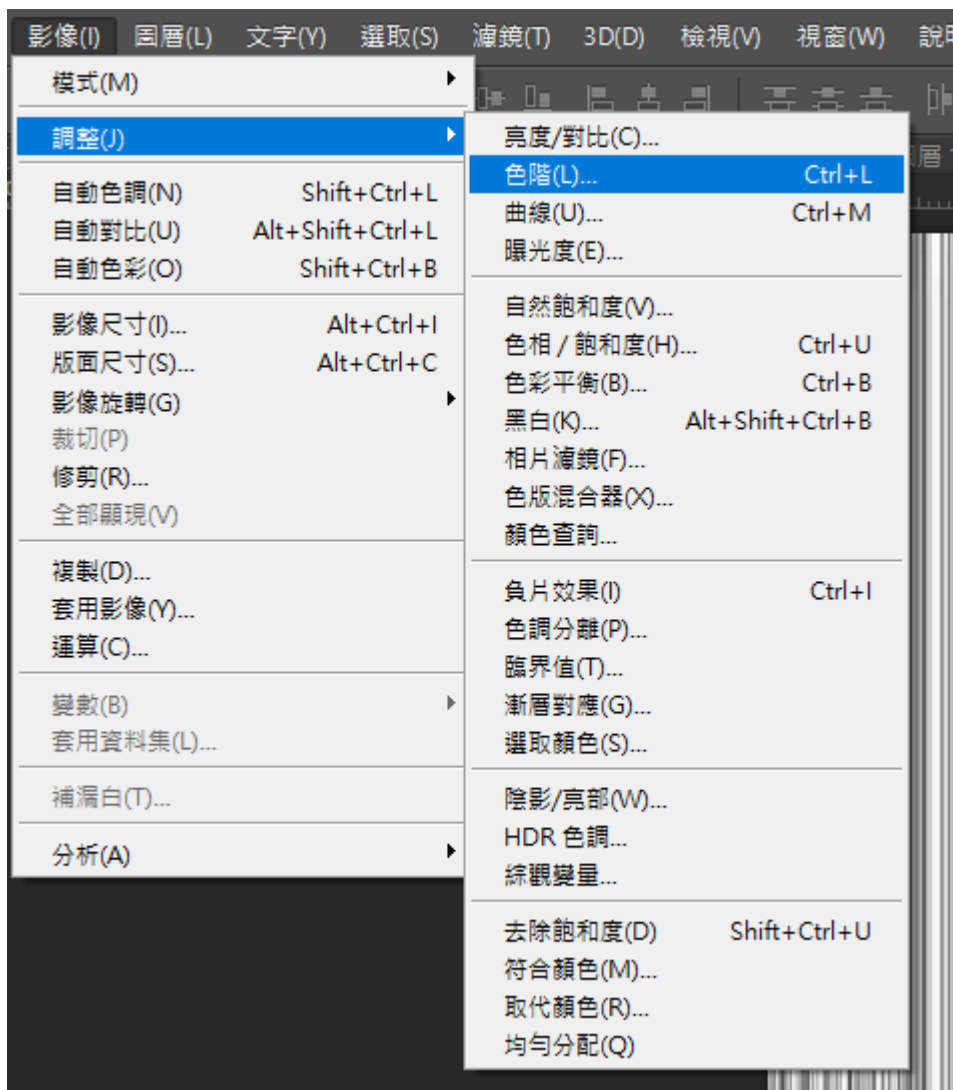 影像(I) 圖層(L) 文字(Y) 選取(S) 濾鏡(T) 3D(D) 檢視(V) 視窗(W) 說明
模式(M)
調整(J)
自動色調(N) Shift+Ctrl+L
自動對比(U) Alt+Shift+Ctrl+L
自動色彩(O) Shift+Ctrl+B
影像尺寸(I)... Alt+Ctrl+I
版面尺寸(S)... Alt+Ctrl+C
影像旋轉(G)
裁切(P)
修剪(R)...
全部顯現(V)
複製(D)...
套用影像(Y)...
運算(C)...
變數(B)
套用資料集(L)...
補漏白(T)...
分析(A)
亮度/對比(C)...
色階(L)... Ctrl+L
曲線(U)... Ctrl+M
曝光度(E)...
自然飽和度(V)...
色相 / 飽和度(H)... Ctrl+U
色彩平衡(B)... Ctrl+B
黑白(K)... Alt+Shift+Ctrl+B
相片濾鏡(F)...
色版混合器(X)...
顏色查詢...
負片效果(I) Ctrl+I
色調分離(P)...
臨界值(T)...
漸層對應(G)...
選取顏色(S)...
陰影/亮部(W)...
HDR 色調...
綜觀變量...
去除飽和度(D) Shift+Ctrl+U
符合顏色(M)...
取代顏色(R)...
均勻分配(Q)
層